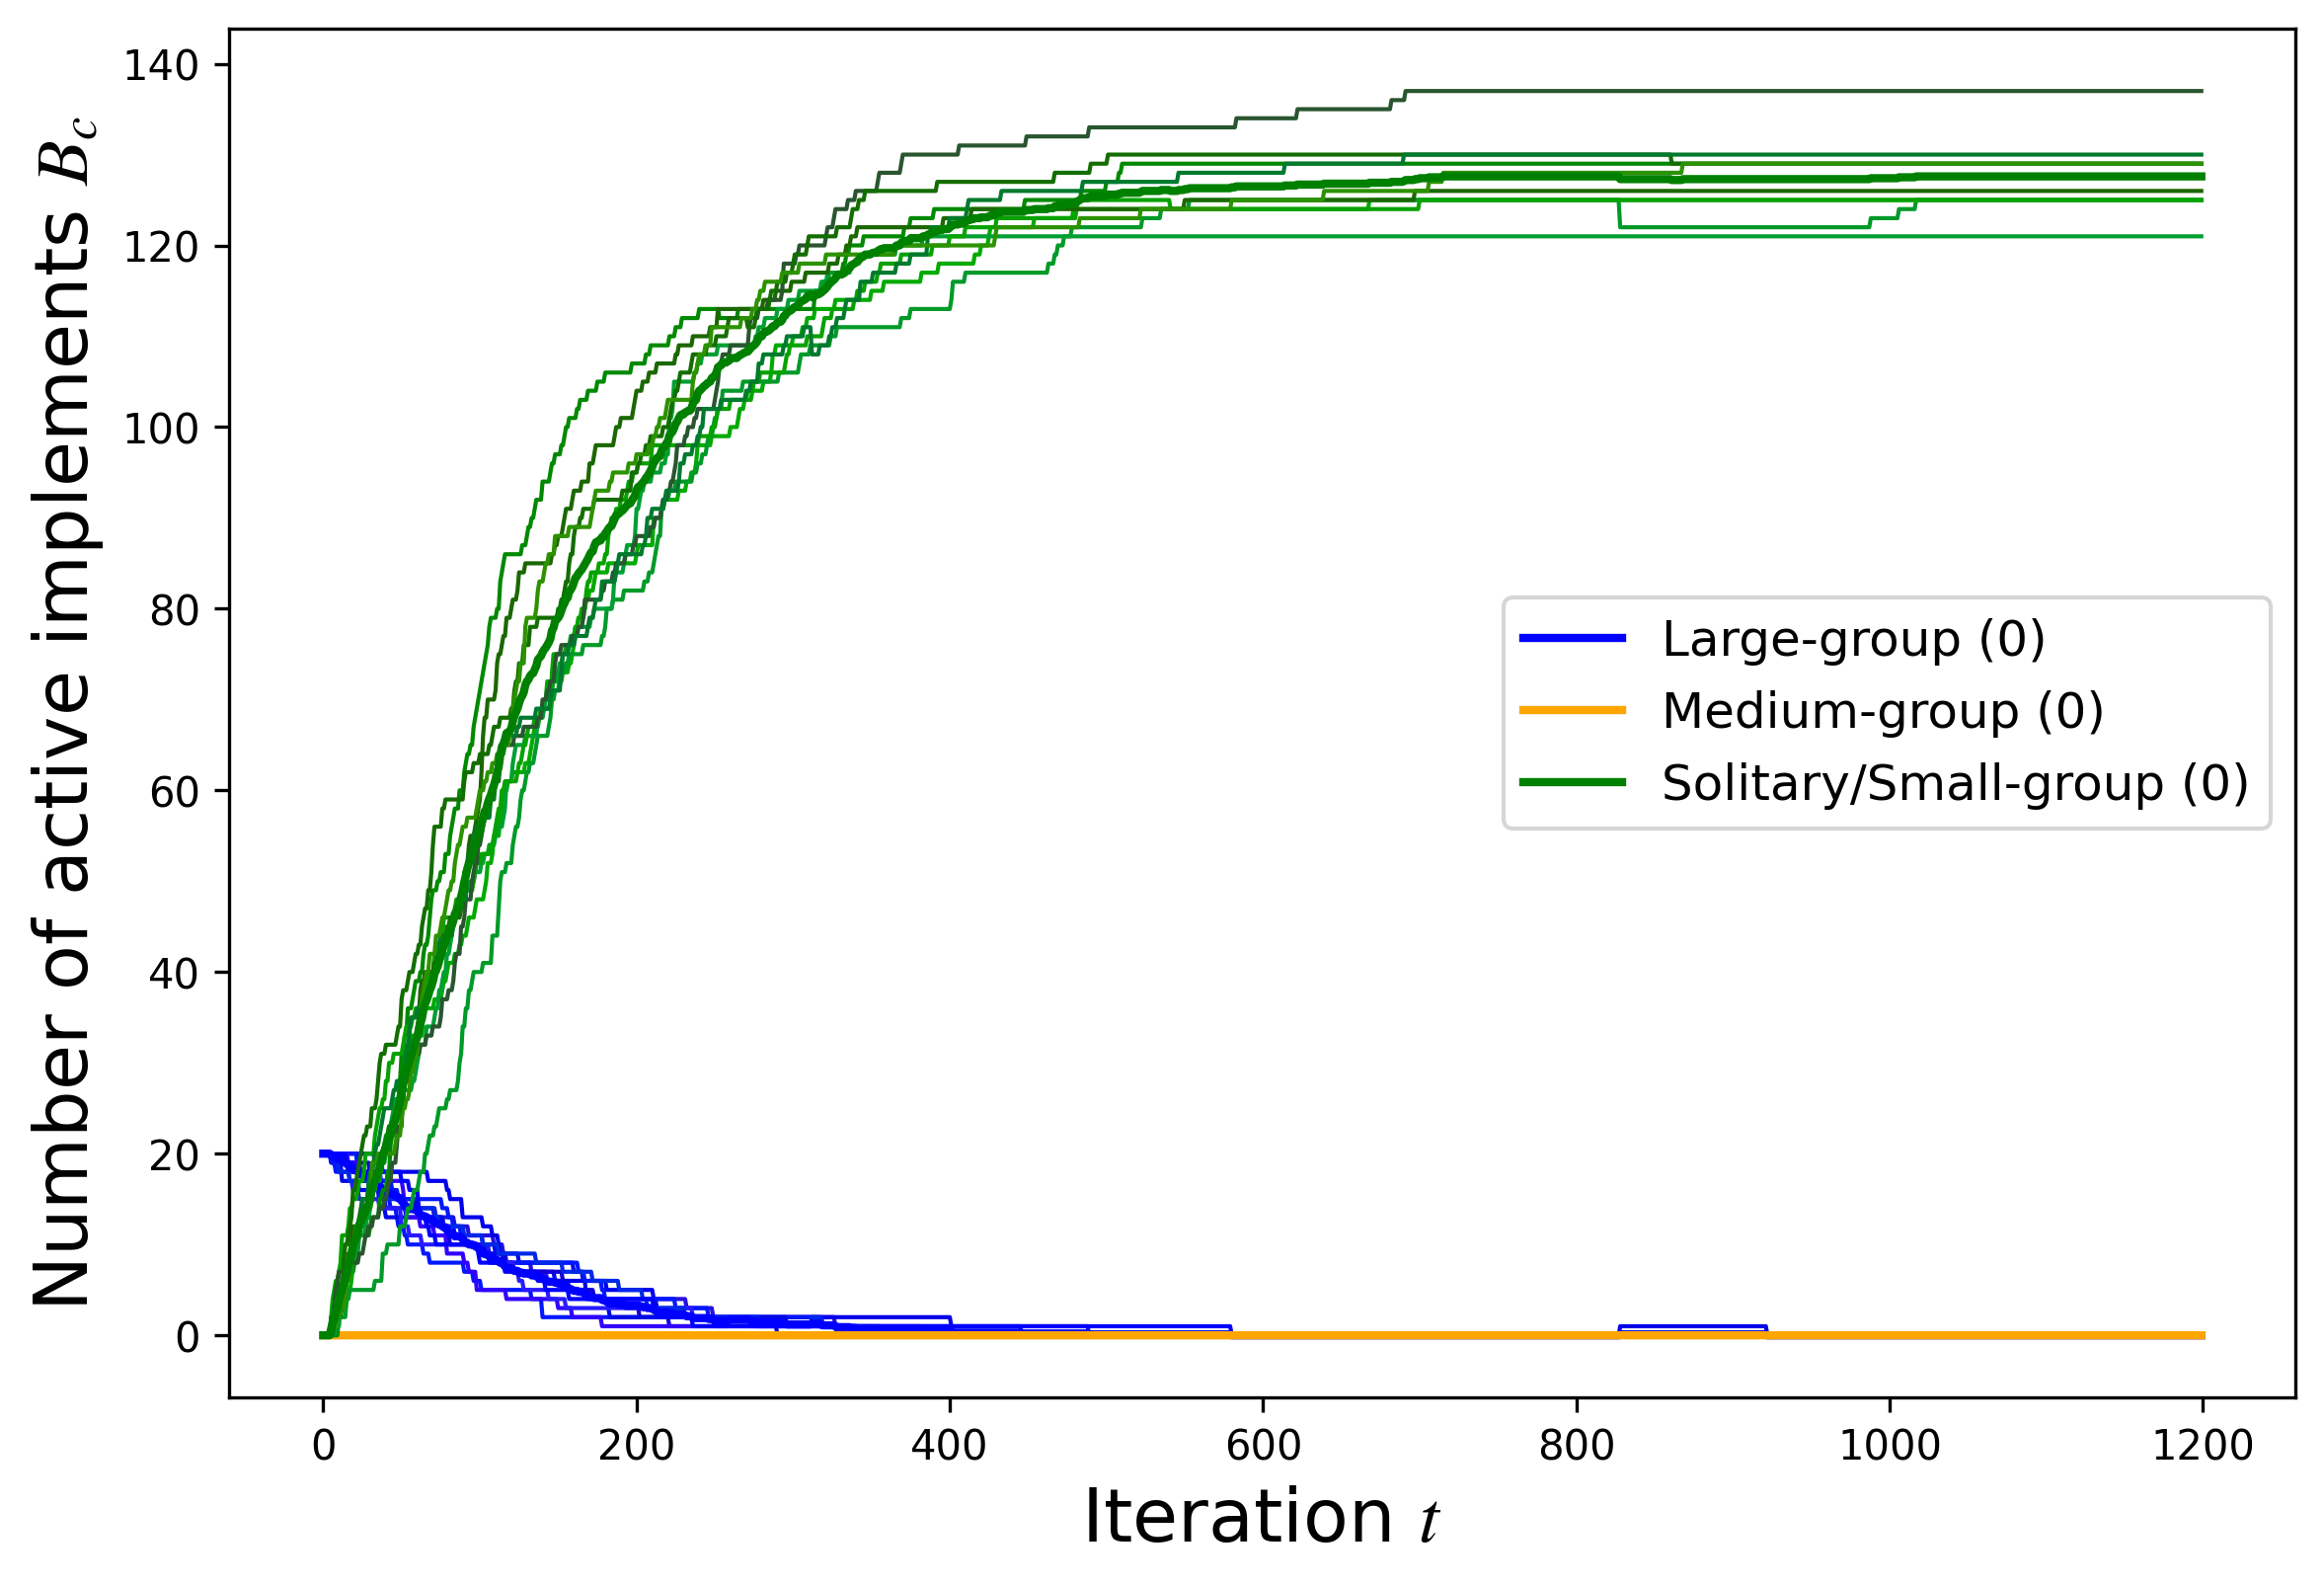 Number of active implements B_c
140
120
100
80
60
40
20
0
Large-group (0)
Medium-group (0)
Solitary/Small-group (0)
0 200 400 600 800 1000 1200
Iteration t